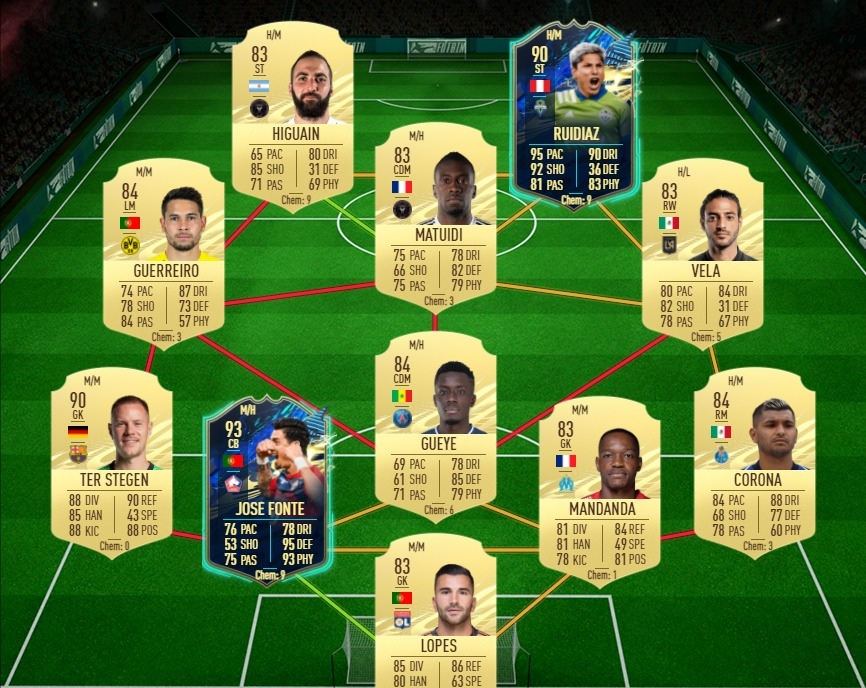 H/M
83
ST
HIGUAIN
65 PAC 80 DRI
85 SHO 31 DEF
71 PAS 69 PHY
Chem: 9
H/M
90
ST
RUIDIAZ
95 PAC 90 DRI
92 SHO 36 DEF
81 PAS 83 PHY
Chem: 9
M/H
83
CDM
MATUIDI
75 PAC 78 DRI
66 SHO 82 DEF
75 PAS 79 PHY
Chem: 3
M/M
84
LM
GUERREIRO
74 PAC 87 DRI
78 SHO 73 DEF
84 PAS 57 PHY
Chem: 3
H/L
83
RW
VELA
80 PAC 84 DRI
82 SHO 31 DEF
78 PAS 67 PHY
Chem: 5
M/H
84
CDM
GUEYE
69 PAC 78 DRI
61 SHO 85 DEF
71 PAS 79 PHY
Chem: 6
M/M
90
GK
TER STEGEN
88 DIV 90 REF
85 HAN 43 SPE
88 KIC 88 POS
Chem: 0
M/H
93
CB
JOSE FONTE
76 PAC 78 DRI
53 SHO 95 DEF
75 PAS 93 PHY
Chem: 9
M/M
83
GK
MANDANDA
81 DIV 84 REF
81 HAN 49 SPE
78 KIC 81 POS
Chem: 1
H/M
84
RM
CORONA
84 PAC 88 DRI
68 SHO 77 DEF
78 PAS 60 PHY
Chem: 3
M/M
83
GK
LOPES
85 DIV 86 REF
80 HAN 63 SPE